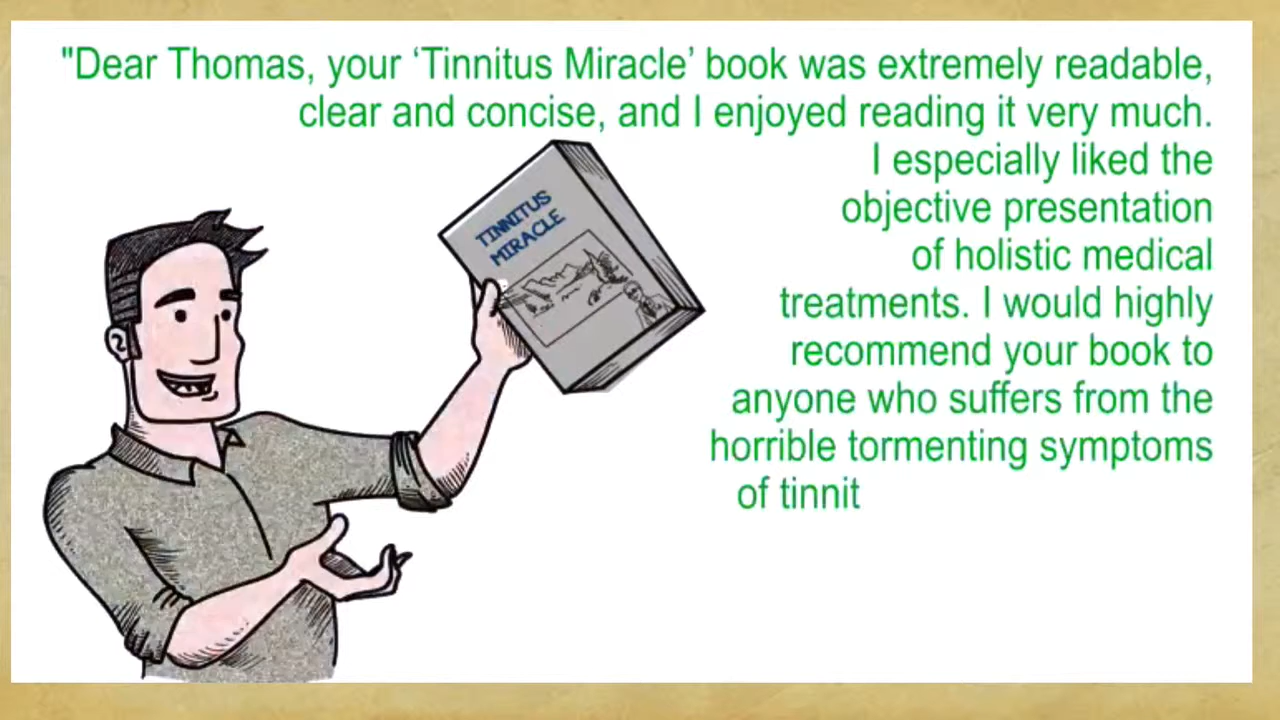 "Dear Thomas, your ‘Tinnitus Miracle’ book was extremely readable,
clear and concise, and I enjoyed reading it very much.
I especially liked the
objective presentation
of holistic medical
treatments. I would highly
recommend your book to
anyone who suffers from the
horrible tormenting symptoms
of tinnit
TINNITUS
MIRACLE